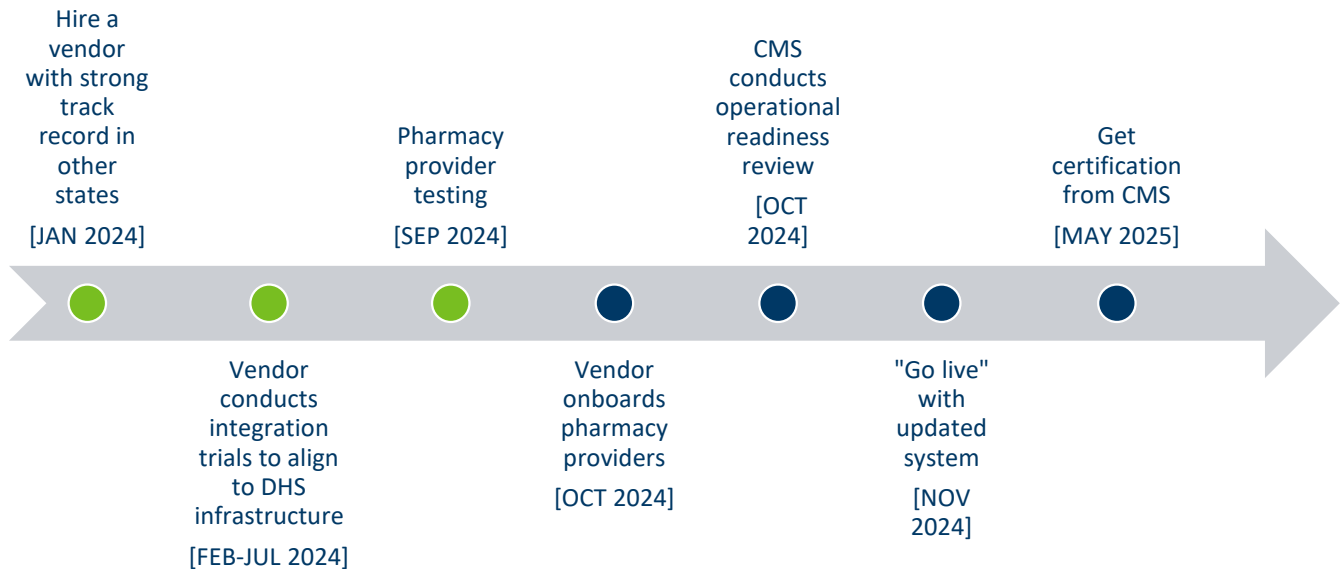 Hire a
vendor
with strong
track
record in
other
states
[JAN 2024]
Vendor
conducts
integration
trials to align
to DHS
infrastructure
[FEB-JUL 2024]
Pharmacy
provider
testing
[SEP 2024]
Vendor
onboards
pharmacy
providers
[OCT 2024]
CMS
conducts
operational
readiness
review
[OCT
2024]
"Go live"
with
updated
system
[NOV
2024]
Get
certification
from CMS
[MAY 2025]